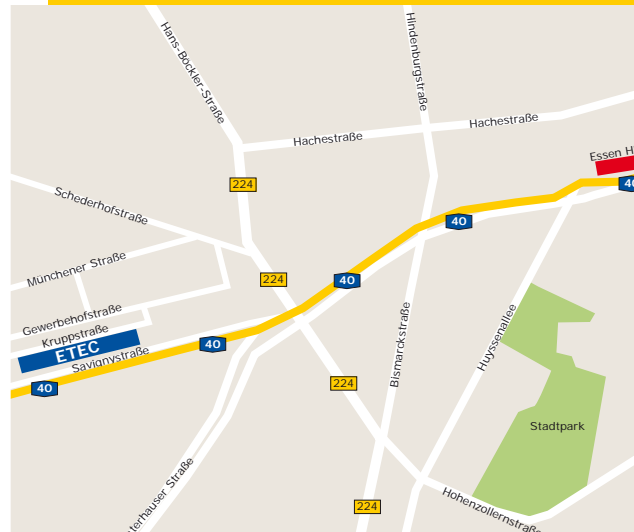 Hans-Böckler-Straße
Hindenburgstraße
Hachestraße
Hachestraße
Essen H
40
224
Schederhofstraße
40
Münchener Straße
224
40
Gewerbehofstraße
Kruppstraße
ETEC
Savignystraße
40
40
Bismarckstraße
Huyssenallee
224
Stadtpark
terhauser Straße
224
Hohenzollernstraße